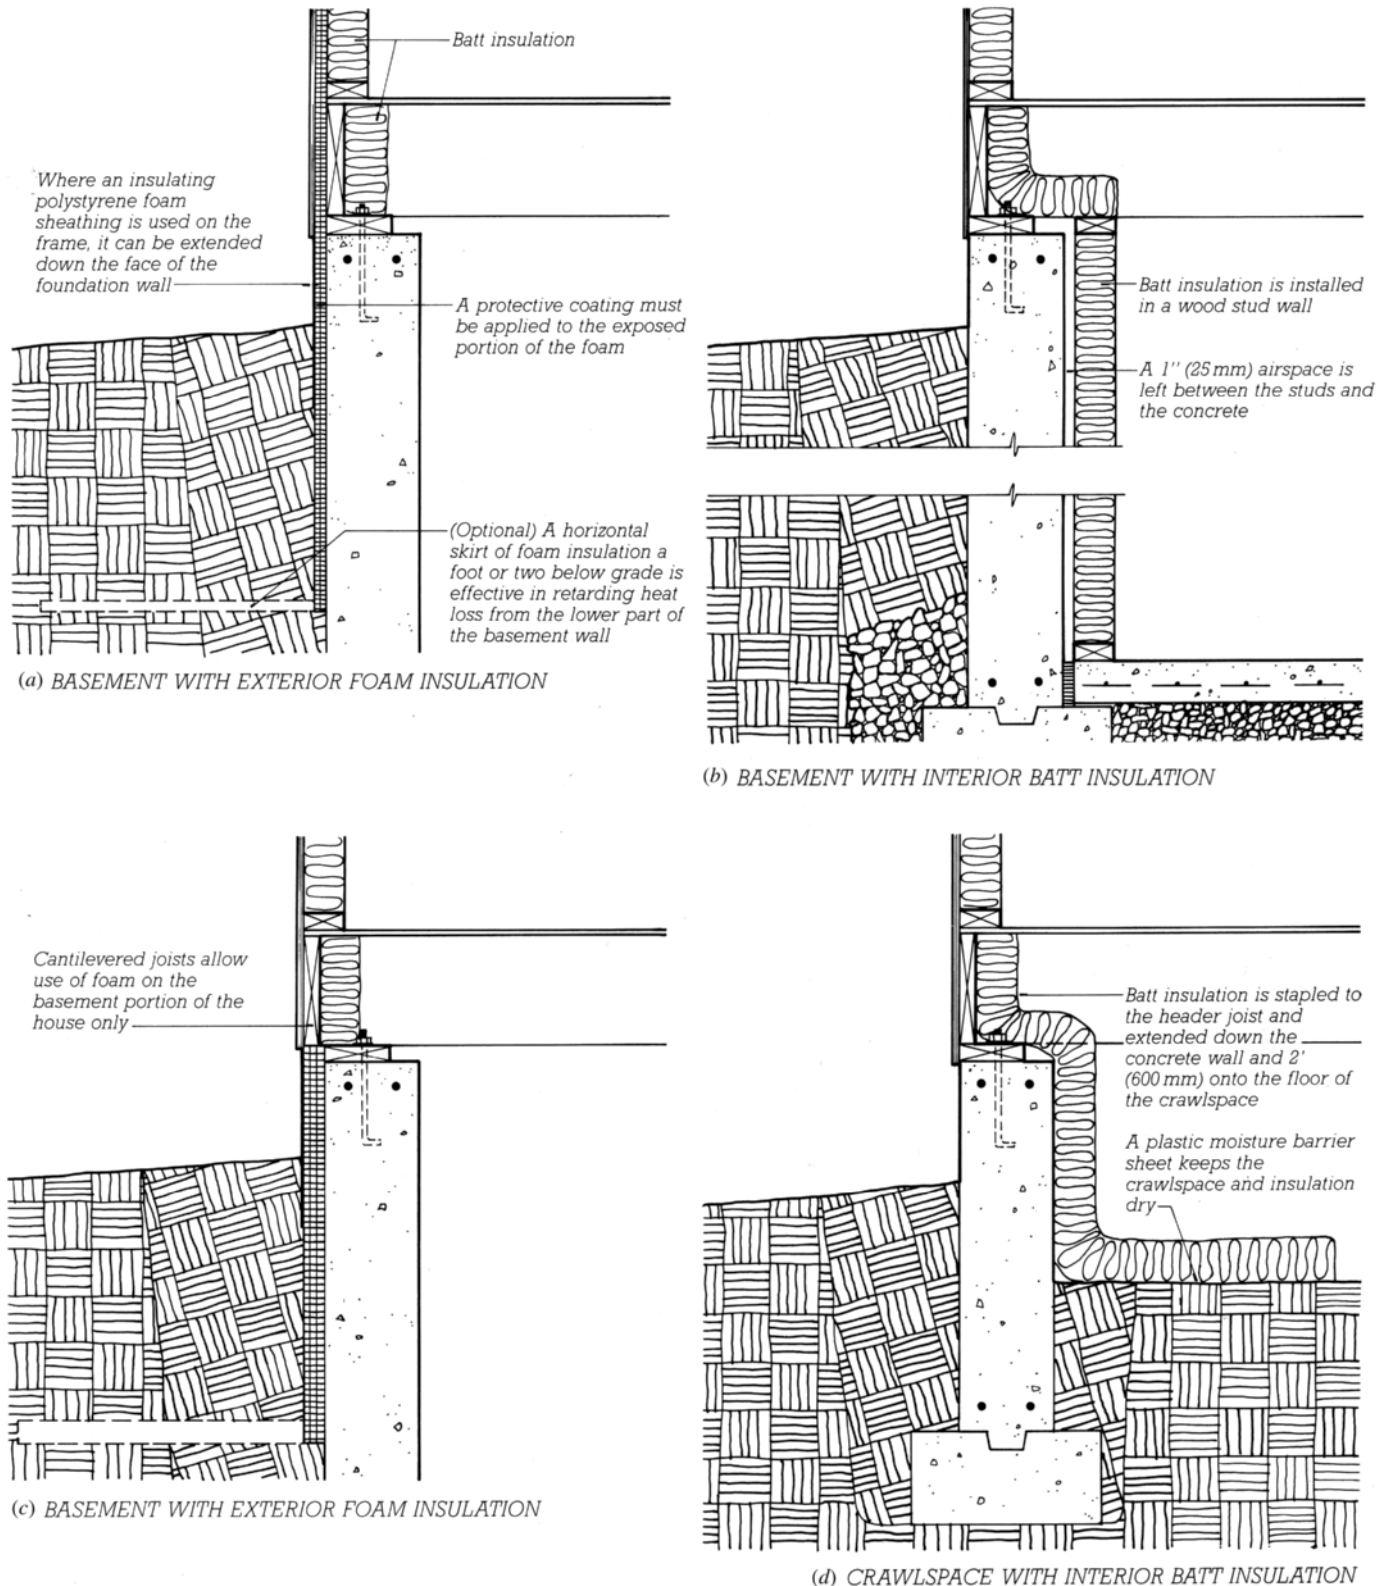 Batt insulation
Where an insulating
polystyrene foam
sheathing is used on the
frame, it can be extended
down the face of the
foundation wall
A protective coating must
be applied to the exposed
portion of the foam
(Optional) A horizontal
skirt of foam insulation a
foot or two below grade is
effective in retarding heat
loss from the lower part of
the basement wall
(a) BASEMENT WITH EXTERIOR FOAM INSULATION
Batt insulation is installed
in a wood stud wall
A 1" (25 mm) airspace is
left between the studs and
the concrete
(b) BASEMENT WITH INTERIOR BATT INSULATION
Cantilevered joists allow
use of foam on the
basement portion of the
house only
(c) BASEMENT WITH EXTERIOR FOAM INSULATION
Batt insulation is stapled to
the header joist and
extended down the
concrete wall and 2'
(600 mm) onto the floor of
the crawlspace
A plastic moisture barrier
sheet keeps the
crawlspace and insulation
dry
(d) CRAWLSPACE WITH INTERIOR BATT INSULATION